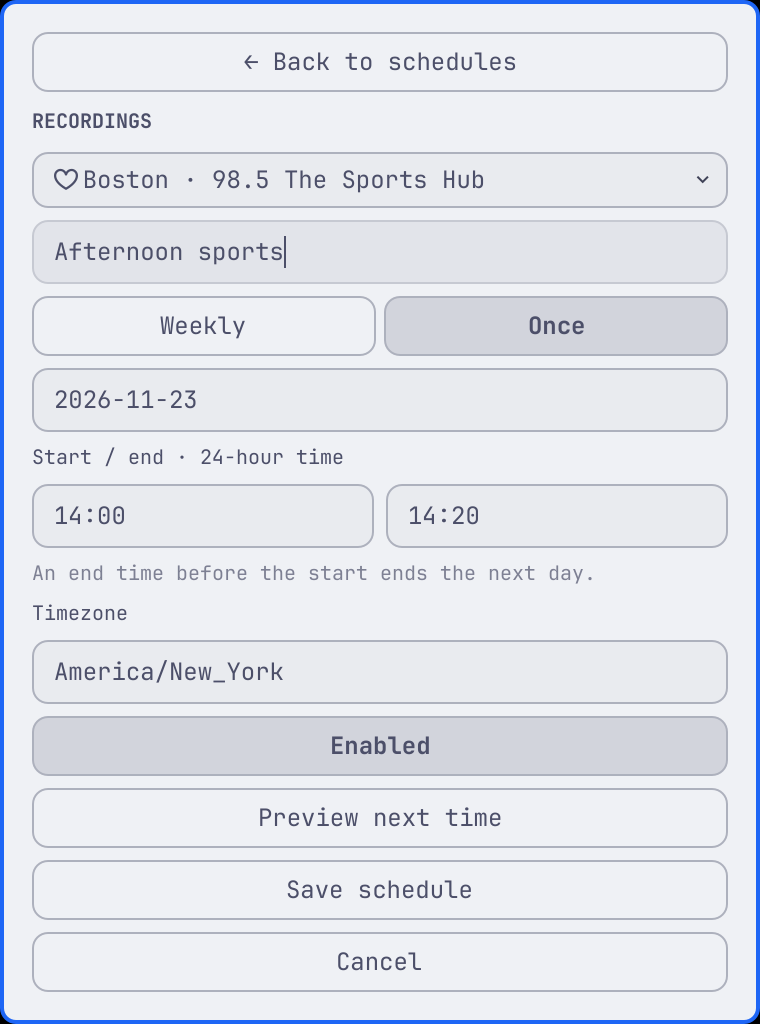 ← Back to schedules
RECORDINGS
Boston · 98.5 The Sports Hub
Afternoon sports
Weekly Once
2026-11-23
Start / end · 24-hour time
14:00 14:20
An end time before the start ends the next day.
Timezone
America/New_York
Enabled
Preview next time
Save schedule
Cancel